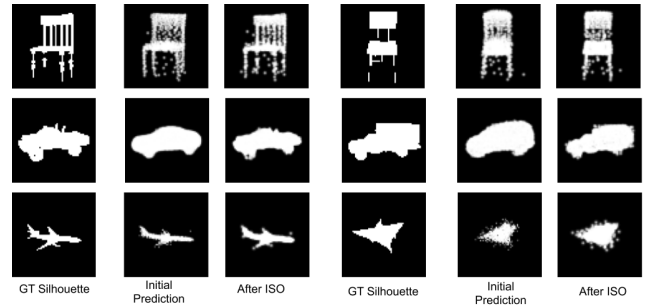 GT Silhouette
Initial
Prediction
After ISO
GT Silhouette
Initial
Prediction
After ISO